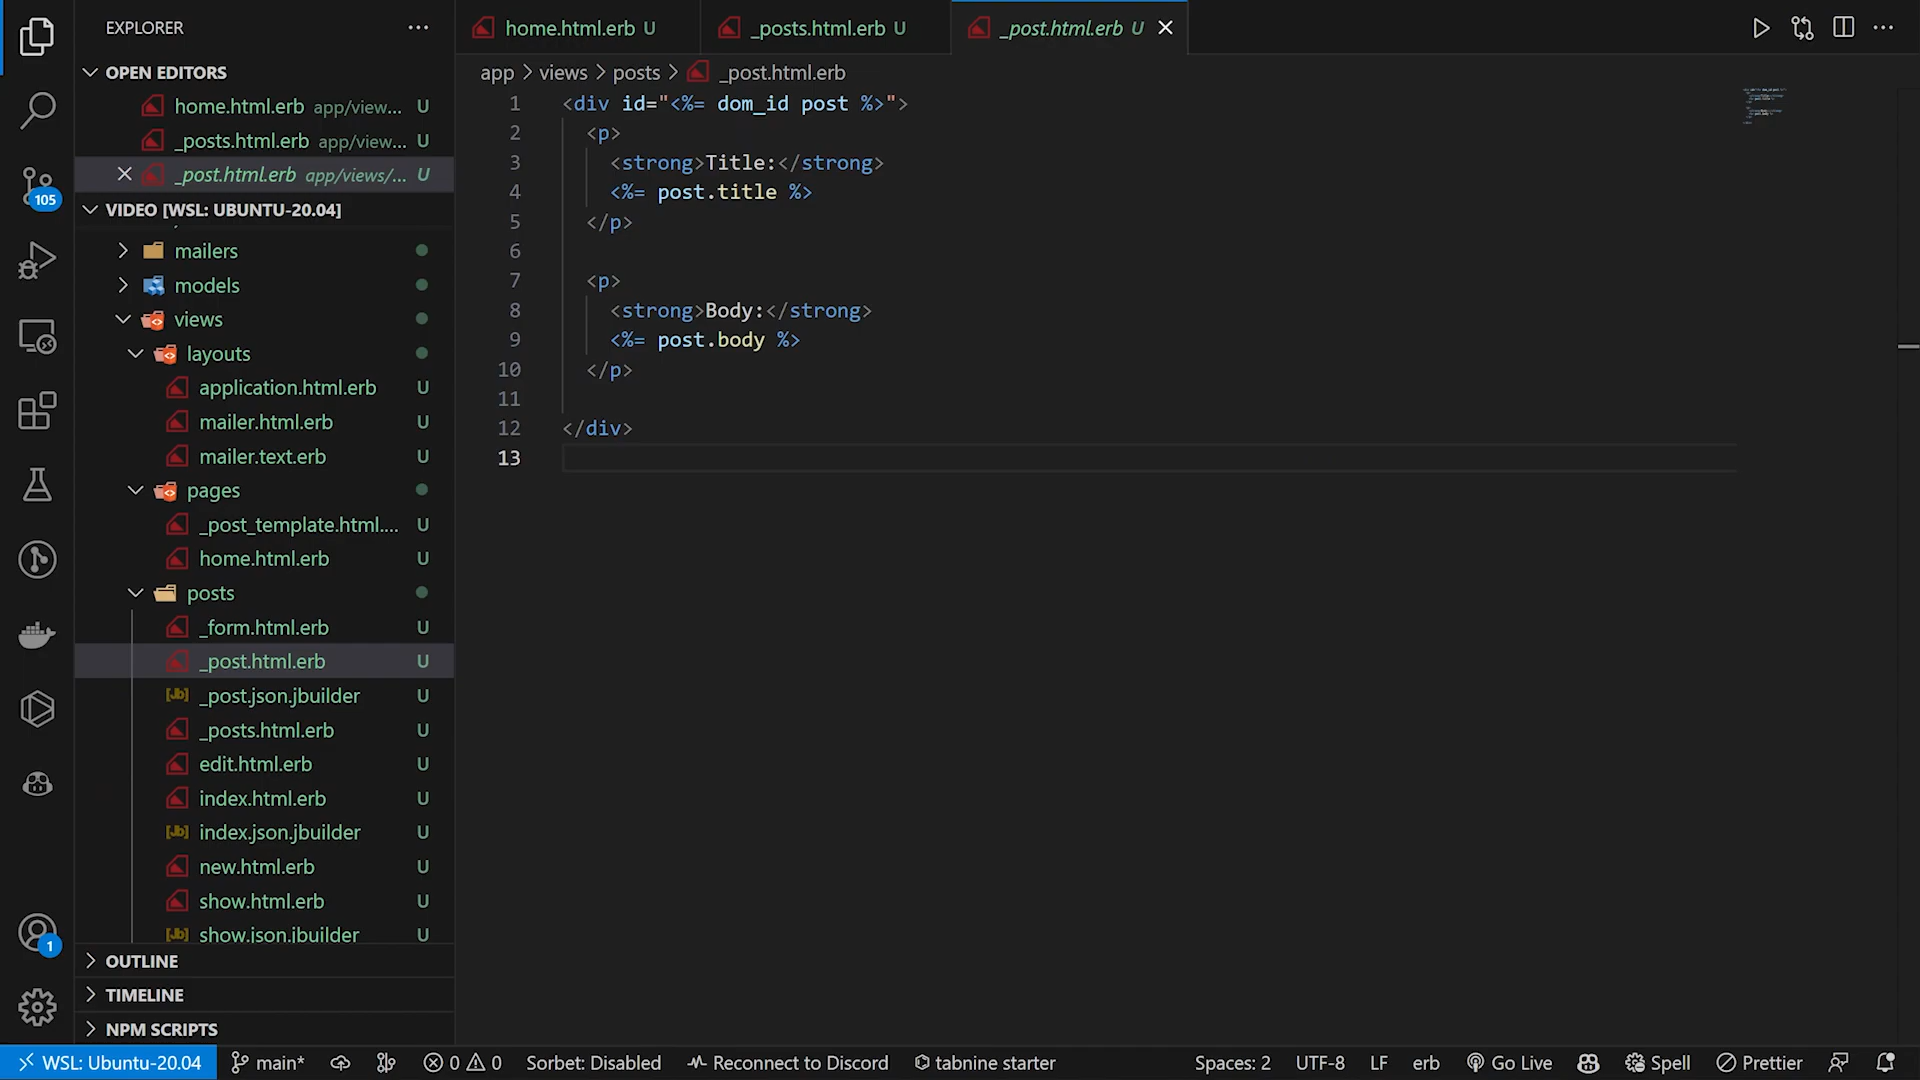 EXPLORER
OPEN EDITORS
home.html.erb app/view... U
_posts.html.erb app/view... U
_post.html.erb app/views/... U
VIDEO [WSL: UBUNTU-20.04]
mailers
models
views
layouts
application.html.erb U
mailer.html.erb U
mailer.text.erb U
pages
_post_template.html.... U
home.html.erb U
posts
_form.html.erb U
_post.html.erb U
_post.json.jbuilder U
_posts.html.erb U
edit.html.erb U
index.html.erb U
index.json.jbuilder U
new.html.erb U
show.html.erb U
show.json.jbuilder U
OUTLINE
TIMELINE
NPM SCRIPTS
105
1
home.html.erb U
_posts.html.erb U
_post.html.erb U
app > views > posts > _post.html.erb
1 <div id="<%= dom_id post %>">
2 <p>
3 <strong>Title:</strong>
4 <%= post.title %>
5 </p>
6
7 <p>
8 <strong>Body:</strong>
9 <%= post.body %>
10 </p>
11
12 </div>
13
WSL: Ubuntu-20.04 main* 0 0 Sorbet: Disabled Reconnect to Discord tabnine starter Spaces: 2 UTF-8 LF erb Go Live Spell Prettier